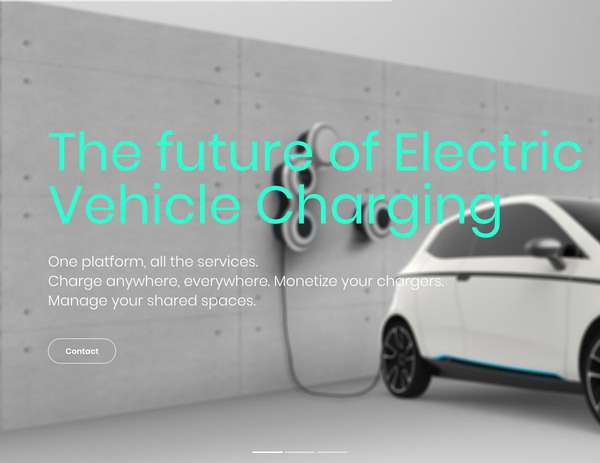 The future of Electric
Vehicle Charging
One platform, all the services.
Charge anywhere, everywhere. Monetize your chargers.
Manage your shared spaces.
Contact